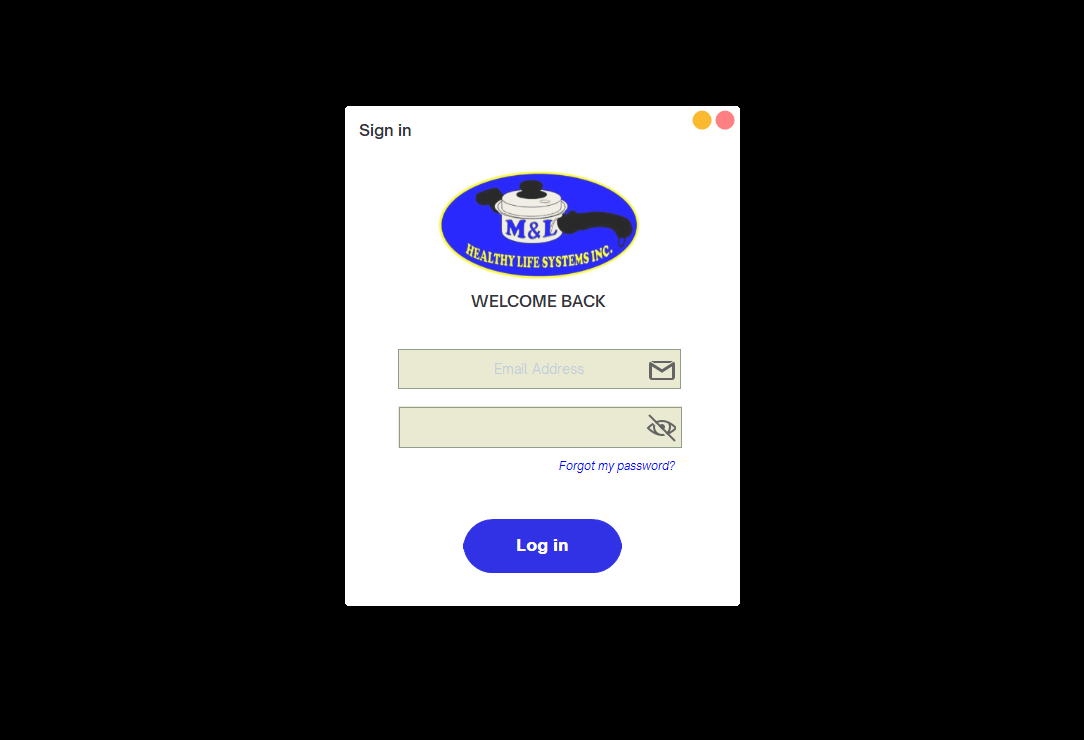 Sign in
M&L
HEALTHY LIFE SYSTEMS INC.
WELCOME BACK
Email Address
Forgot my password?
Log in